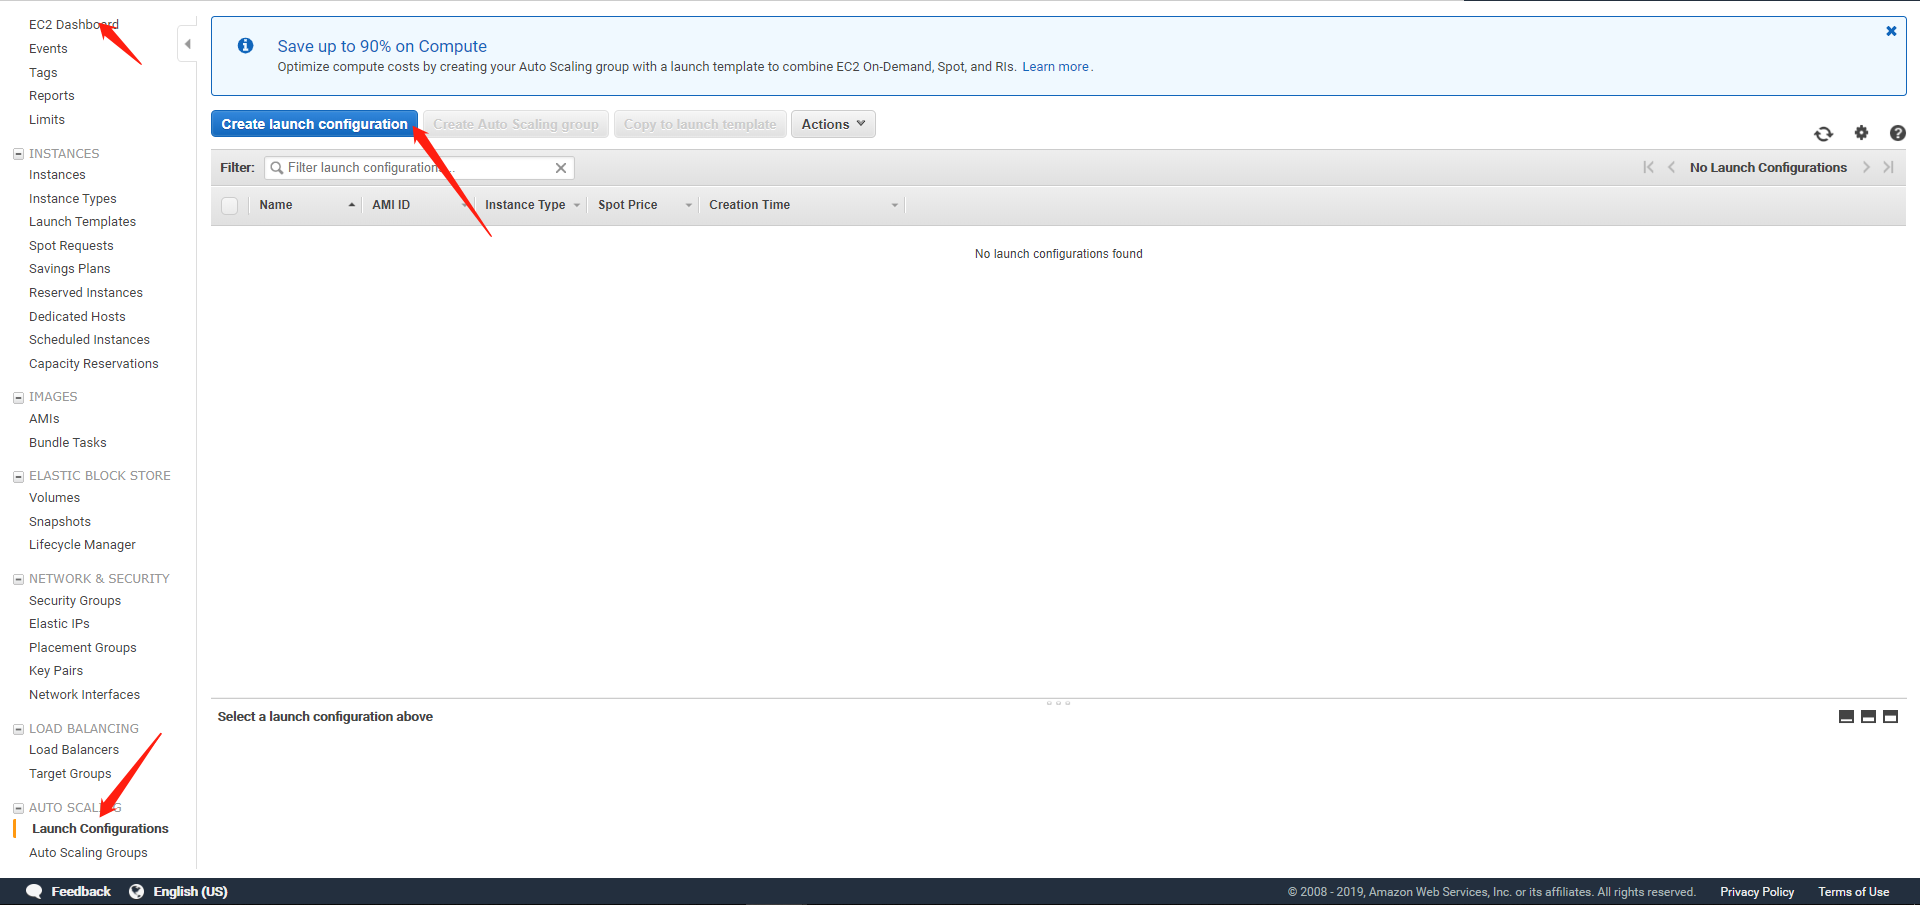 EC2 Dashboard
Events
Tags
Reports
Limits
INSTANCES
Instances
Instance Types
Launch Templates
Spot Requests
Savings Plans
Reserved Instances
Dedicated Hosts
Scheduled Instances
Capacity Reservations
IMAGES
AMIs
Bundle Tasks
ELASTIC BLOCK STORE
Volumes
Snapshots
Lifecycle Manager
NETWORK & SECURITY
Security Groups
Elastic IPs
Placement Groups
Key Pairs
Network Interfaces
LOAD BALANCING
Load Balancers
Target Groups
AUTO SCALING
Launch Configurations
Auto Scaling Groups
Save up to 90% on Compute
Optimize compute costs by creating your Auto Scaling group with a launch template to combine EC2 On-Demand, Spot, and RIs. Learn more.
Create launch configuration Create Auto Scaling group Copy to launch template Actions
Filter: Filter launch configurations... No Launch Configurations
Name AMI ID Instance Type Spot Price Creation Time
No launch configurations found
Select a launch configuration above
Feedback English (US) © 2008 - 2019, Amazon Web Services, Inc. or its affiliates. All rights reserved. Privacy Policy Terms of Use